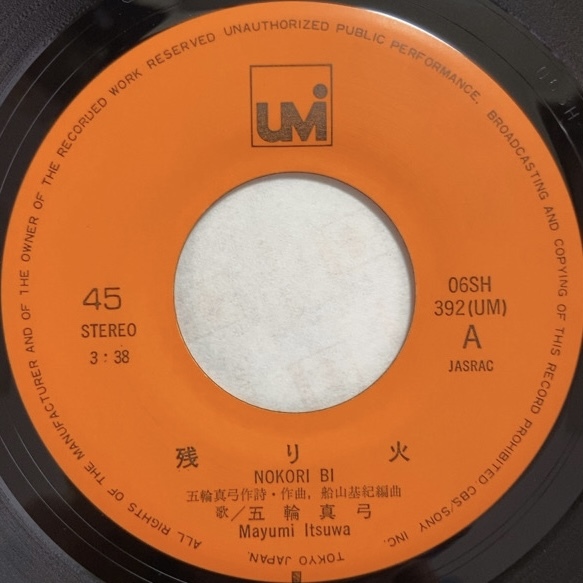 ALL RIGHTS OF THE MANUFACTURER AND OF THE OWNER OF THE RECORDED WORK RESERVED UNAUTHORIZED PUBLIC PERFORMANCE, BROADCASTING AND COPYING OF THIS RECORD PROHIBITED CBS/SONY INC. TOKYO JAPAN.
UMI
45
STEREO
3:38
06SH
392(UM)
A
JASRAC
残り火
NOKORI BI
五輪真弓作詩・作曲, 船山基紀編曲
歌/五輪真弓
Mayumi Itsuwa